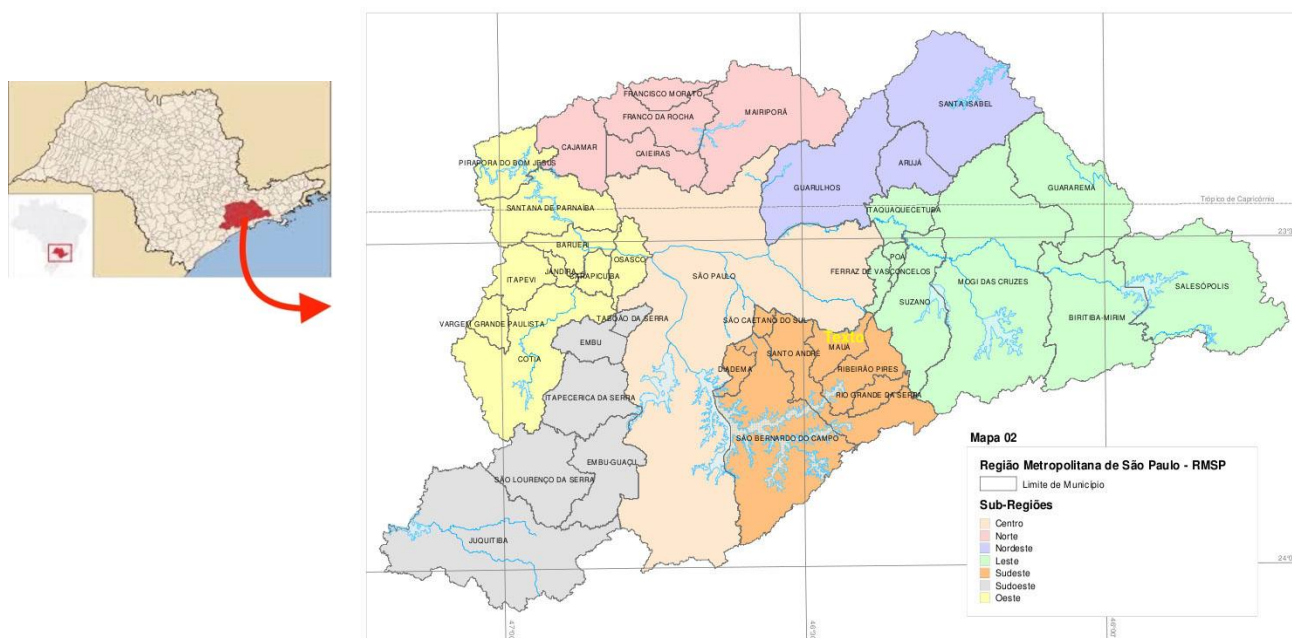 FRANCISCO MORATO
FRANCO DA ROCHA
MAIRIPORÃ
SANTA ISABEL
CAJAMAR
CAIEIRAS
PIRAPORA DO BOM JESUS
ARUJÁ
GUARULHOS
GUARAREMA
Trópico de Capricórnio
SANTANA DE PARNAÍBA
ITAQUAQUECETUBA
23°
BARUERI
OSASCO
POÁ
JANDIRA
CARAPICUIBA
ITAPEVI
SÃO PAULO
FERRAZ DE VASCONCELOS
MOGI DAS CRUZES
SALESÓPOLIS
SUZANO
BIRITIBA-MIRIM
TABOÃO DA SERRA
SÃO CAETANO DO SUL
VARGEM GRANDE PAULISTA
Texto
EMBU
MAUÁ
SANTO ANDRÉ
COTIA
DIADEMA
RIBEIRÃO PIRES
ITAPECERICA DA SERRA
RIO GRANDE DA SERRA
SÃO BERNARDO DO CAMPO
EMBU-GUAÇU
SÃO LOURENÇO DA SERRA
JUQUITIBA
Mapa 02
Região Metropolitana de São Paulo - RMSP
Limite de Município
Sub-Regiões
Centro
Norte
Nordeste
Leste
Sudeste
Sudoeste
Oeste